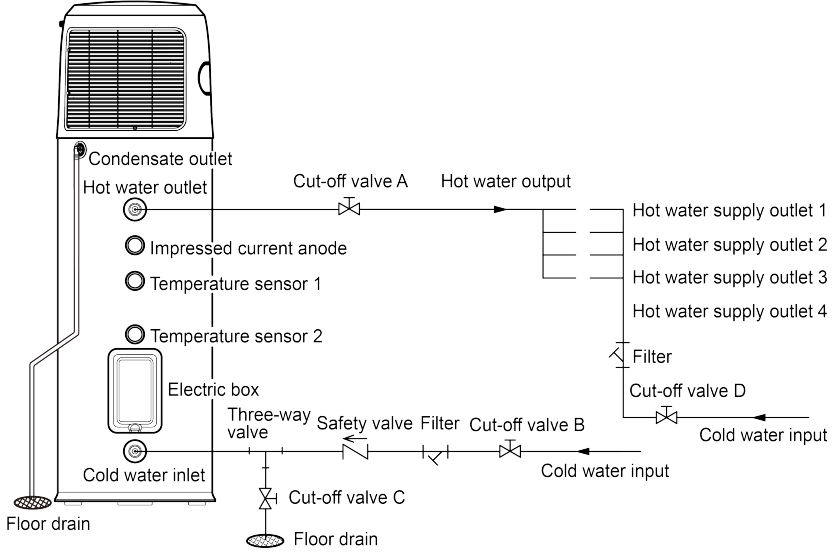 Condensate outlet
Hot water outlet
Cut-off valve A
Hot water output
Hot water supply outlet 1
Impressed current anode
Hot water supply outlet 2
Temperature sensor 1
Hot water supply outlet 3
Hot water supply outlet 4
Temperature sensor 2
Filter
Electric box
Cut-off valve D
Three-way
valve
Safety valve
Filter
Cut-off valve B
Cold water input
Cold water inlet
Cold water input
Cut-off valve C
Floor drain
Floor drain